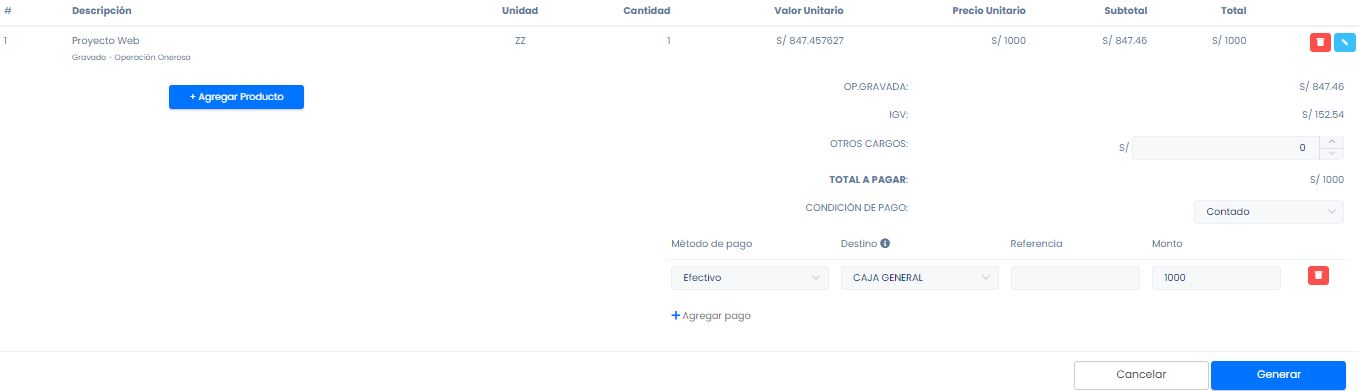 # Descripción Unidad Cantidad Valor Unitario Precio Unitario Subtotal Total
1 Proyecto Web ZZ 1 S/ 847.457627 S/ 1000 S/ 847.46 S/ 1000
Gravado - Operación Onerosa
+ Agregar Producto
OP.GRAVADA: S/ 847.46
IGV: S/ 152.54
OTROS CARGOS: S/ 0
TOTAL A PAGAR: S/ 1000
CONDICIÓN DE PAGO: Contado
Método de pago Destino Referencia Monto
Efectivo CAJA GENERAL 1000
+ Agregar pago
Cancelar Generar